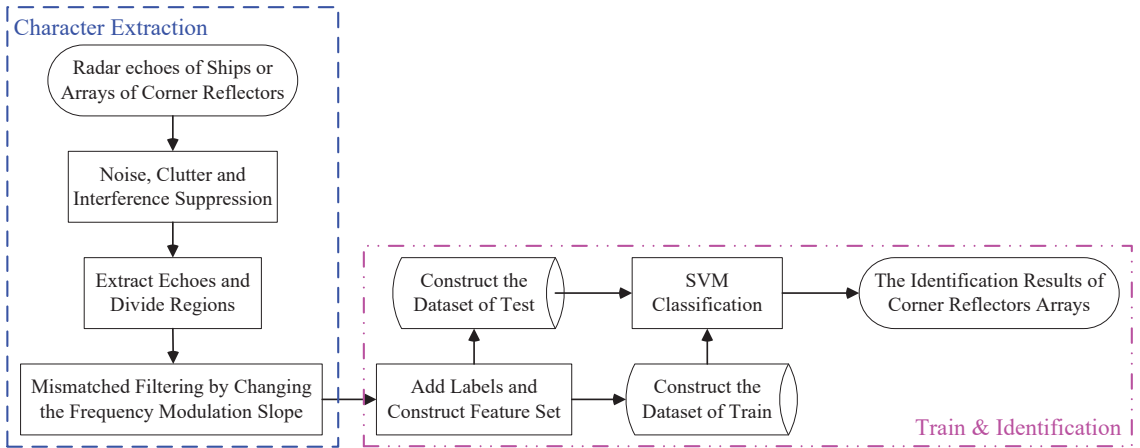 Character Extraction
Radar echoes of Ships or
Arrays of Corner Reflectors
Noise, Clutter and
Interference Suppression
Extract Echoes and
Divide Regions
Mismatched Filtering by Changing
the Frequency Modulation Slope
Construct the
Dataset of Test
SVM
Classification
The Identification Results of
Corner Reflectors Arrays
Add Labels and
Construct Feature Set
Construct the
Dataset of Train
Train & Identification